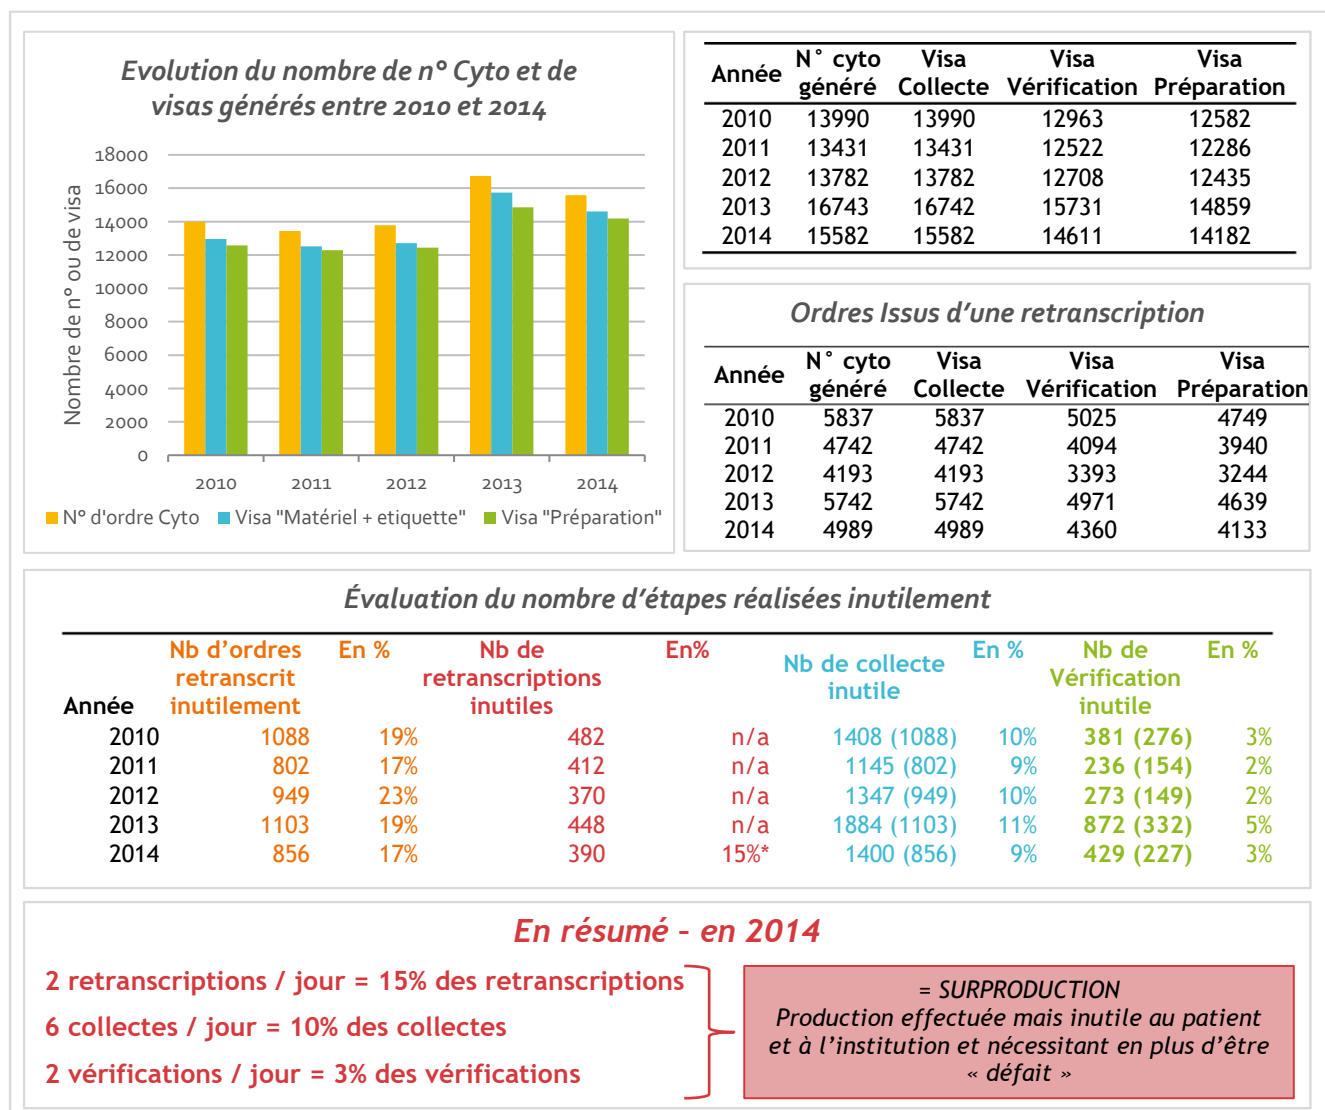 Evolution du nombre de n° Cyto et de
visas générés entre 2010 et 2014
18000
16000
14000
12000
10000
8000
6000
4000
2000
0
Nombre de n° ou de visa
2010 2011 2012 2013 2014
N° d'ordre Cyto Visa "Matériel + etiquette" Visa "Préparation"
Année N° cyto généré Visa Collecte Visa Vérification Visa Préparation
2010 13990 13990 12963 12582
2011 13431 13431 12522 12286
2012 13782 13782 12708 12435
2013 16743 16742 15731 14859
2014 15582 15582 14611 14182
Ordres Issus d'une retranscription
Année N° cyto généré Visa Collecte Visa Vérification Visa Préparation
2010 5837 5837 5025 4749
2011 4742 4742 4094 3940
2012 4193 4193 3393 3244
2013 5742 5742 4971 4639
2014 4989 4989 4360 4133
Évaluation du nombre d'étapes réalisées inutilement
Année Nb d'ordres retranscrit inutilement En % Nb de retranscriptions inutiles En% Nb de collecte inutile En % Nb de Vérification inutile En %
2010 1088 19% 482 n/a 1408 (1088) 10% 381 (276) 3%
2011 802 17% 412 n/a 1145 (802) 9% 236 (154) 2%
2012 949 23% 370 n/a 1347 (949) 10% 273 (149) 2%
2013 1103 19% 448 n/a 1884 (1103) 11% 872 (332) 5%
2014 856 17% 390 15%* 1400 (856) 9% 429 (227) 3%
En résumé – en 2014
2 retranscriptions / jour = 15% des retranscriptions
6 collectes / jour = 10% des collectes
2 vérifications / jour = 3% des vérifications
= SURPRODUCTION
Production effectuée mais inutile au patient
et à l'institution et nécessitant en plus d'être
« défait »